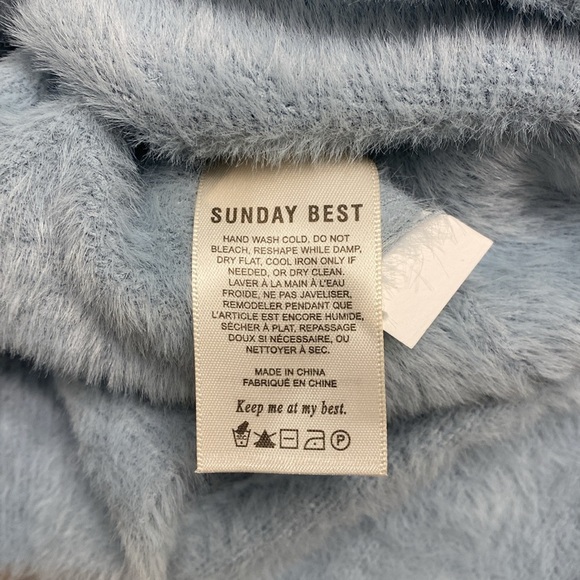 SUNDAY BEST
HAND WASH COLD, DO NOT
BLEACH, RESHAPE WHILE DAMP,
DRY FLAT, COOL IRON ONLY IF
NEEDED, OR DRY CLEAN.
LAVER À LA MAIN À L'EAU
FROIDE, NE PAS JAVELISER,
REMODELER PENDANT QUE
L'ARTICLE EST ENCORE HUMIDE,
SÉCHER À PLAT, REPASSAGE
DOUX SI NÉCESSAIRE, OU
NETTOYER À SEC.
MADE IN CHINA
FABRIQUÉ EN CHINE
Keep me at my best.
P